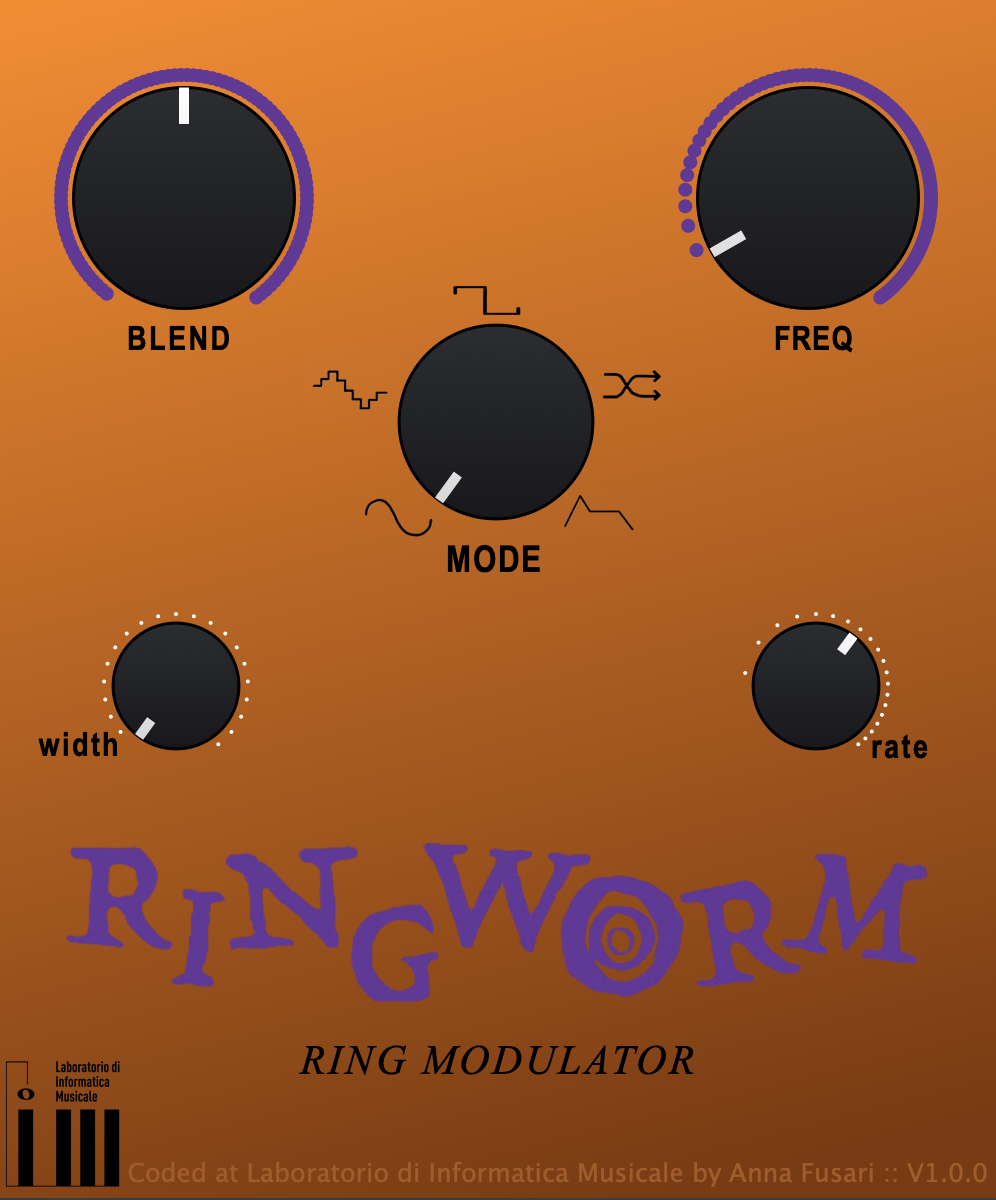 BLEND
FREQ
MODE
width
rate
RINGWORM
RING MODULATOR
Laboratorio di
Informatica
Musicale
Coded at Laboratorio di Informatica Musicale by Anna Fusari :: V1.0.0